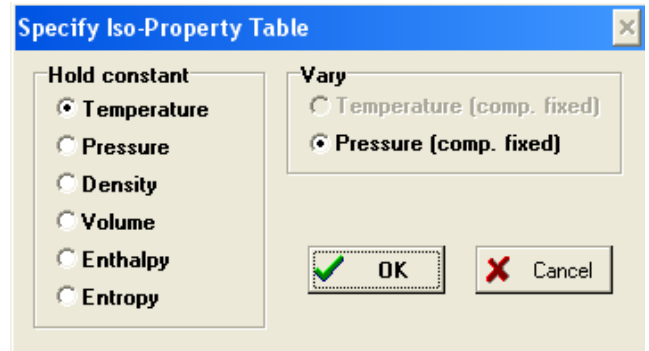 Specify Iso-Property Table
Hold constant
Temperature
Pressure
Density
Volume
Enthalpy
Entropy
Vary
Temperature (comp. fixed)
Pressure (comp. fixed)
OK
Cancel